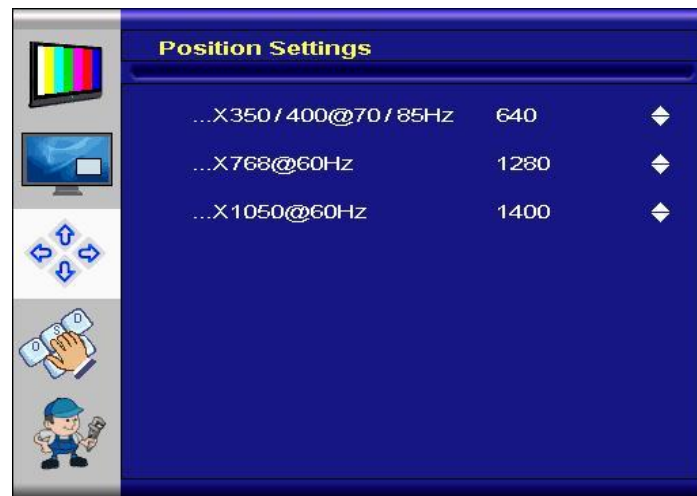 Position Settings
...X350/400@70/85Hz 640
...X768@60Hz 1280
...X1050@60Hz 1400
O S D